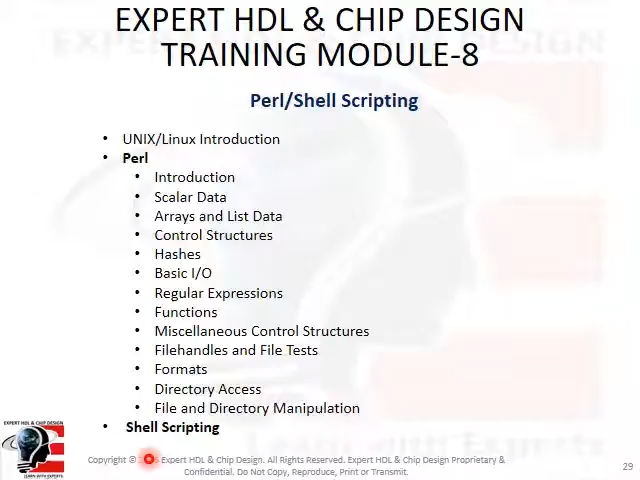 EXPERT HDL & CHIP DESIGN
TRAINING MODULE-8
Perl/Shell Scripting
• UNIX/Linux Introduction
• Perl
• Introduction
• Scalar Data
• Arrays and List Data
• Control Structures
• Hashes
• Basic I/O
• Regular Expressions
• Functions
• Miscellaneous Control Structures
• Filehandles and File Tests
• Formats
• Directory Access
• File and Directory Manipulation
• Shell Scripting
EXPERT HDL & CHIP DESIGN
LEARN WITH EXPERTS
Copyright © Expert HDL & Chip Design. All Rights Reserved. Expert HDL & Chip Design Proprietary &
Confidential. Do Not Copy, Reproduce, Print or Transmit.
29